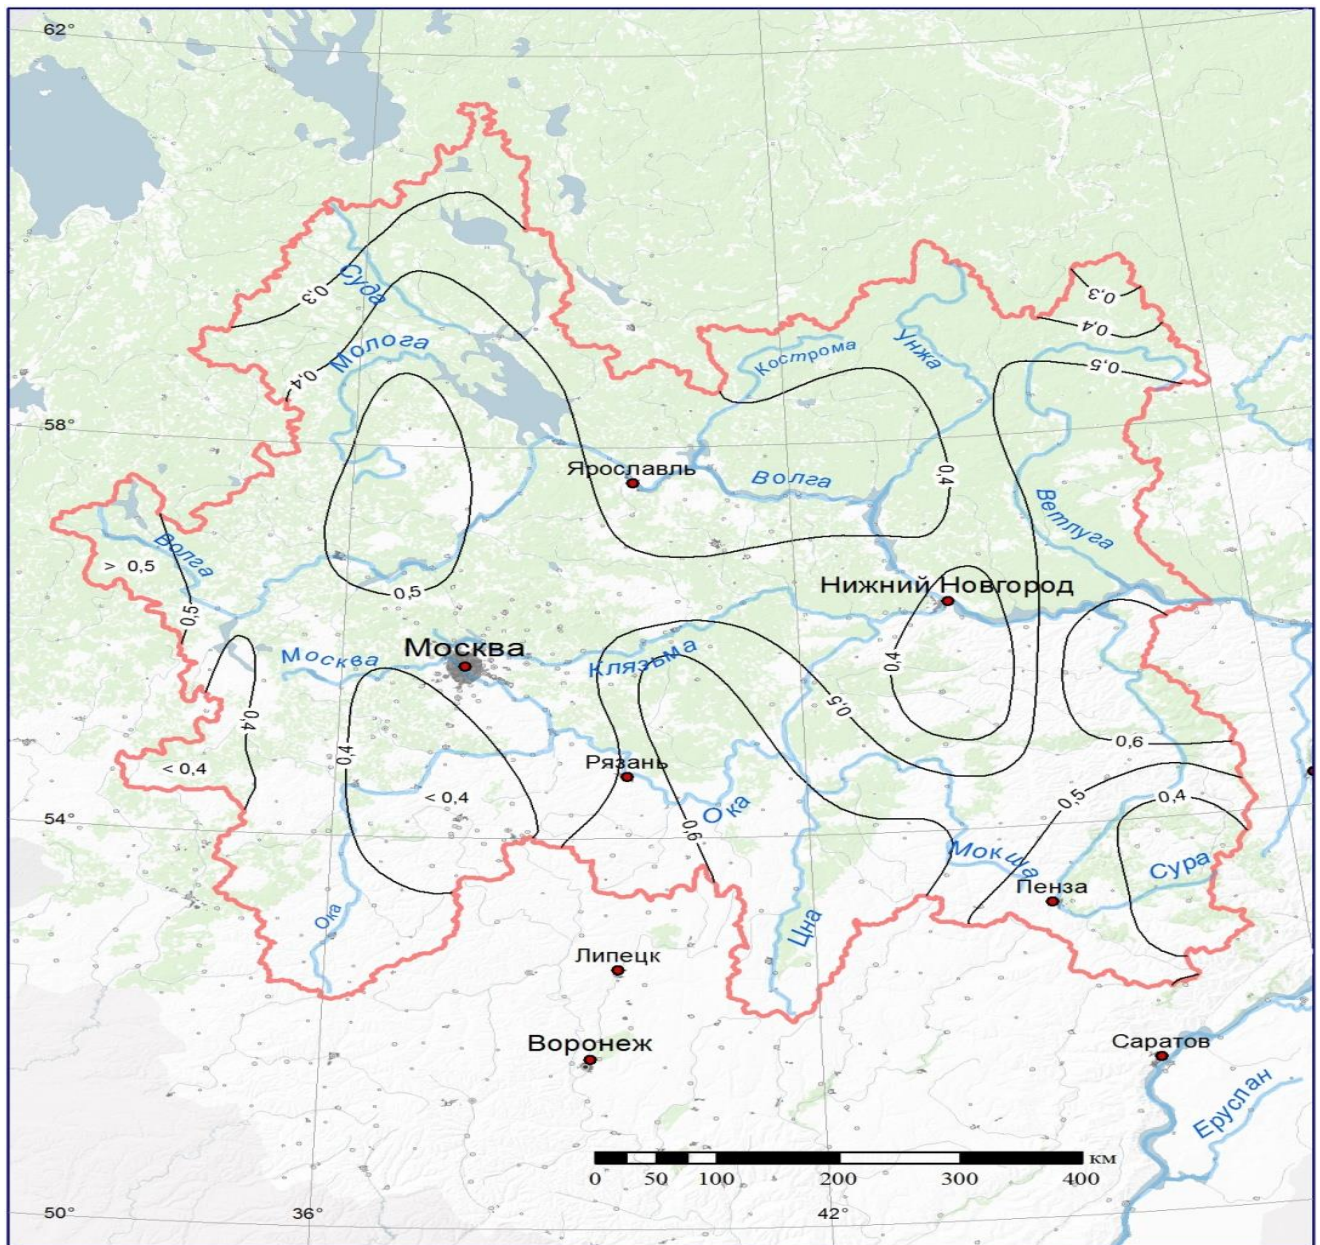 62°
Суда
0,3
0,3
0,4
Молога
Кострома
Унжа
0,4
0,5
58°
Ярославль
Волга
0,4
Ветлуга
Волга
> 0,5
0,5
0,5
Нижний Новгород
Москва
Москва
Клязьма
0,4
0,4
0,5
0,4
0,6
< 0,4
Рязань
< 0,4
Ока
0,5
0,4
54°
0,6
Мокша
Сура
Пенза
Ока
Цна
Липецк
Воронеж
Саратов
Еруслан
км
0 50 100 200 300 400
50°
36°
42°